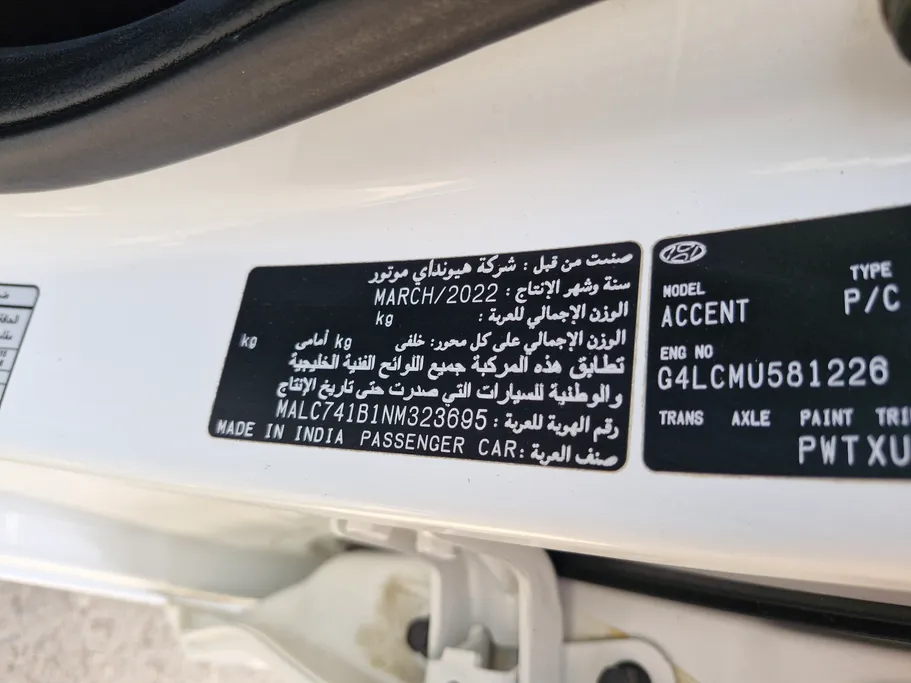 صنعت من قبل : شركة هيونداي موتور
سنة وشهر الإنتاج : MARCH/2022
الوزن الإجمالي للعربة : kg
الوزن الإجمالي على كل محور: خلفي kg أمامى kg
تطابق هذه المركبة جميع اللوائح الفنية الخليجية
والوطنية للسيارات التي صدرت حتى تاريخ الإنتاج
رقم الهوية للعربة : MALC741B1NM323695
صنف العربة: MADE IN INDIA PASSENGER CAR
MODEL TYPE
ACCENT P/C
ENG NO
G4LCMU581226
TRANS AXLE PAINT
PWT